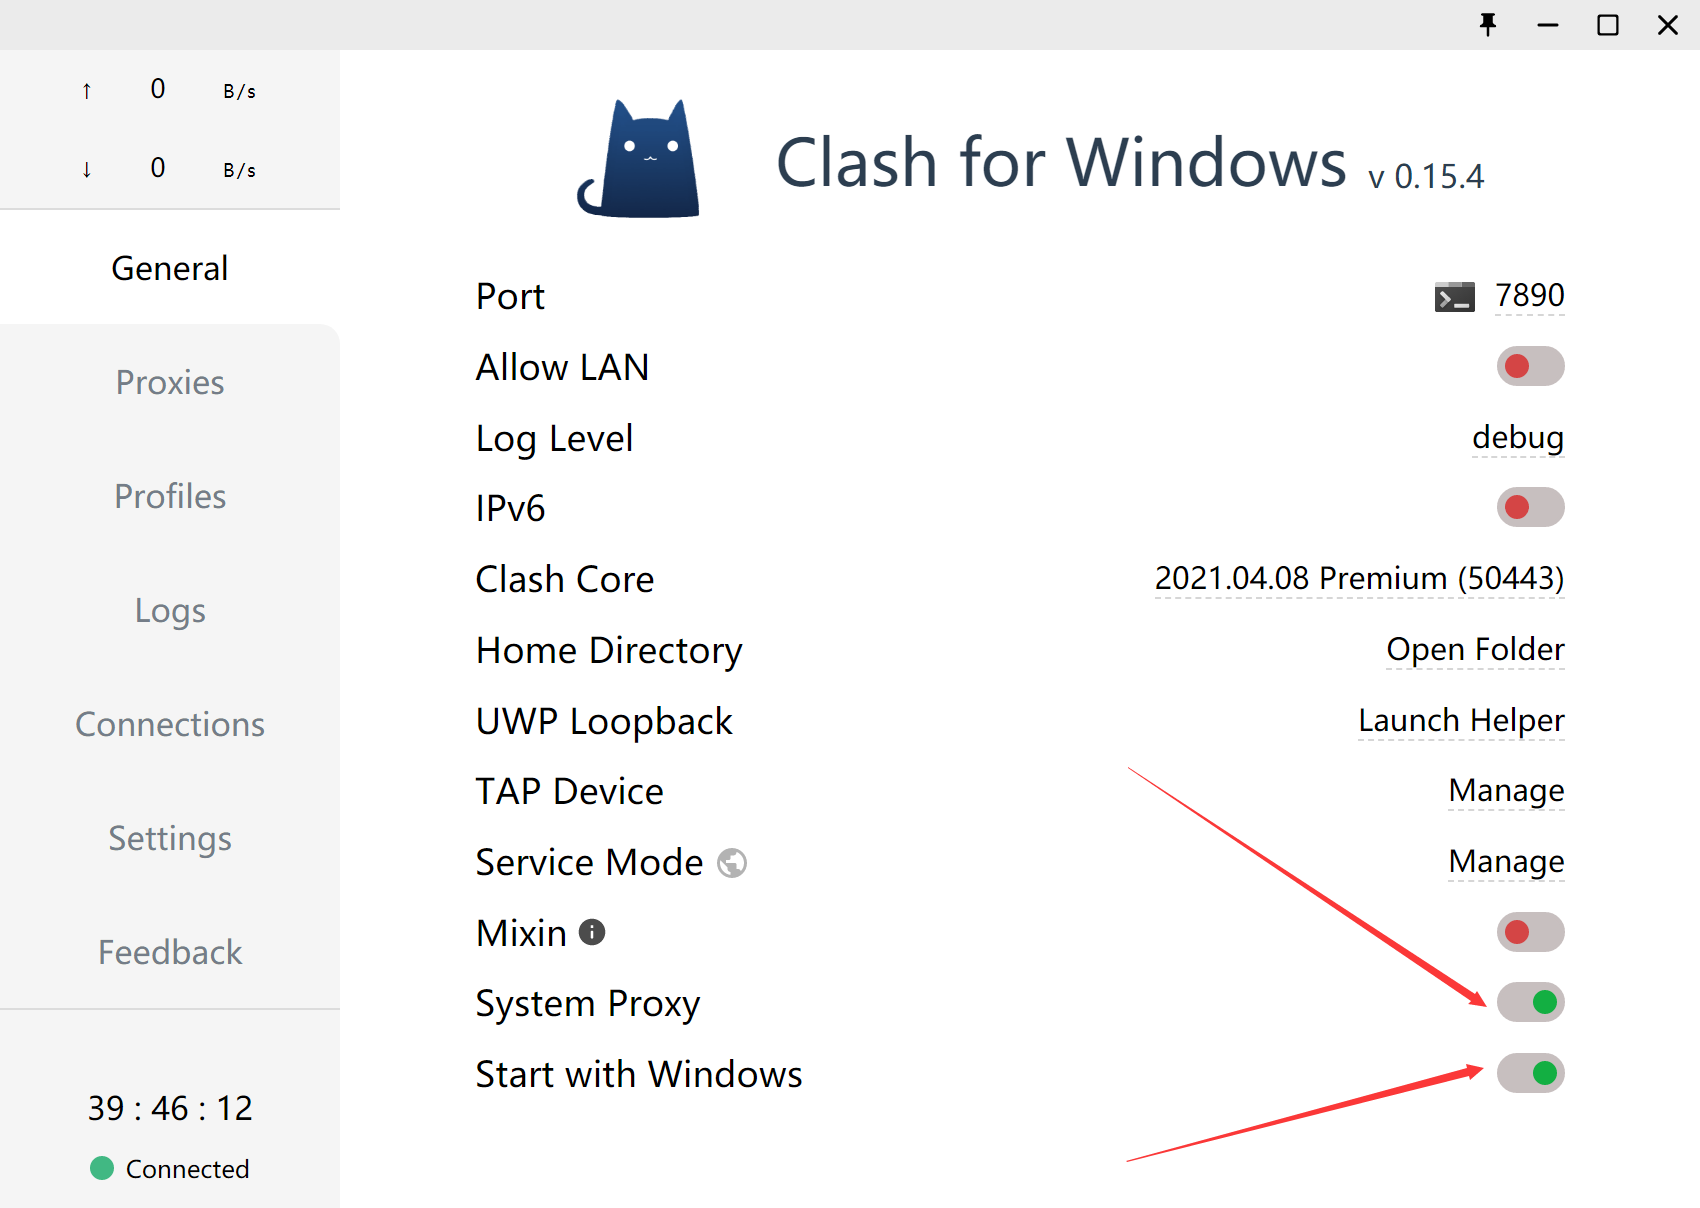 ↑ 0 B/s
↓ 0 B/s
General
Proxies
Profiles
Logs
Connections
Settings
Feedback
39 : 46 : 12
Connected
Clash for Windows v 0.15.4
Port 7890
Allow LAN
Log Level debug
IPv6
Clash Core 2021.04.08 Premium (50443)
Home Directory Open Folder
UWP Loopback Launch Helper
TAP Device Manage
Service Mode Manage
Mixin
System Proxy
Start with Windows